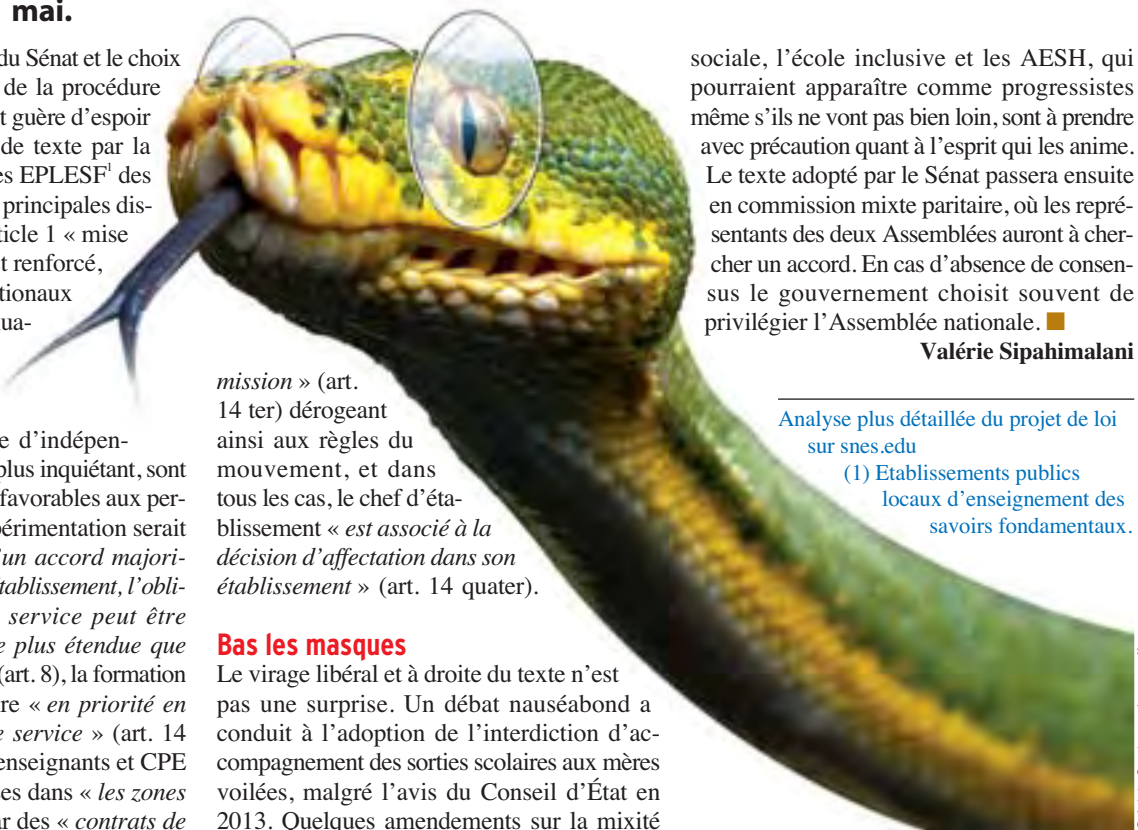 mai.
du Sénat et le choix
de la procédure
t guère d'espoir
de texte par la
es EPLESF¹ des
principales dis-
ticle 1 « mise
t renforcé,
tionaux
lua-
e d'indépen-
plus inquiétant, sont
favorables aux per-
périmentation serait
'un accord majori-
établissement, l'obli-
service peut être
e plus étendue que
(art. 8), la formation
re « en priorité en
e service » (art. 14
enseignants et CPE
es dans « les zones
ar des « contrats de
mission » (art.
14 ter) dérogeant
ainsi aux règles du
mouvement, et dans
tous les cas, le chef d'éta-
blissement « est associé à la
décision d'affectation dans son
établissement » (art. 14 quater).
Bas les masques
Le virage libéral et à droite du texte n'est
pas une surprise. Un débat nauséabond a
conduit à l'adoption de l'interdiction d'ac-
compagnement des sorties scolaires aux mères
voilées, malgré l'avis du Conseil d'État en
2013. Quelques amendements sur la mixité
sociale, l'école inclusive et les AESH, qui
pourraient apparaître comme progressistes
même s'ils ne vont pas bien loin, sont à prendre
avec précaution quant à l'esprit qui les anime.
Le texte adopté par le Sénat passera ensuite
en commission mixte paritaire, où les repré-
sentants des deux Assemblées auront à cher-
cher un accord. En cas d'absence de consen-
sus le gouvernement choisit souvent de
privilégier l'Assemblée nationale.
Valérie Sipahimalani
Analyse plus détaillée du projet de loi
sur snes.edu
(1) Etablissements publics
locaux d'enseignement des
savoirs fondamentaux.